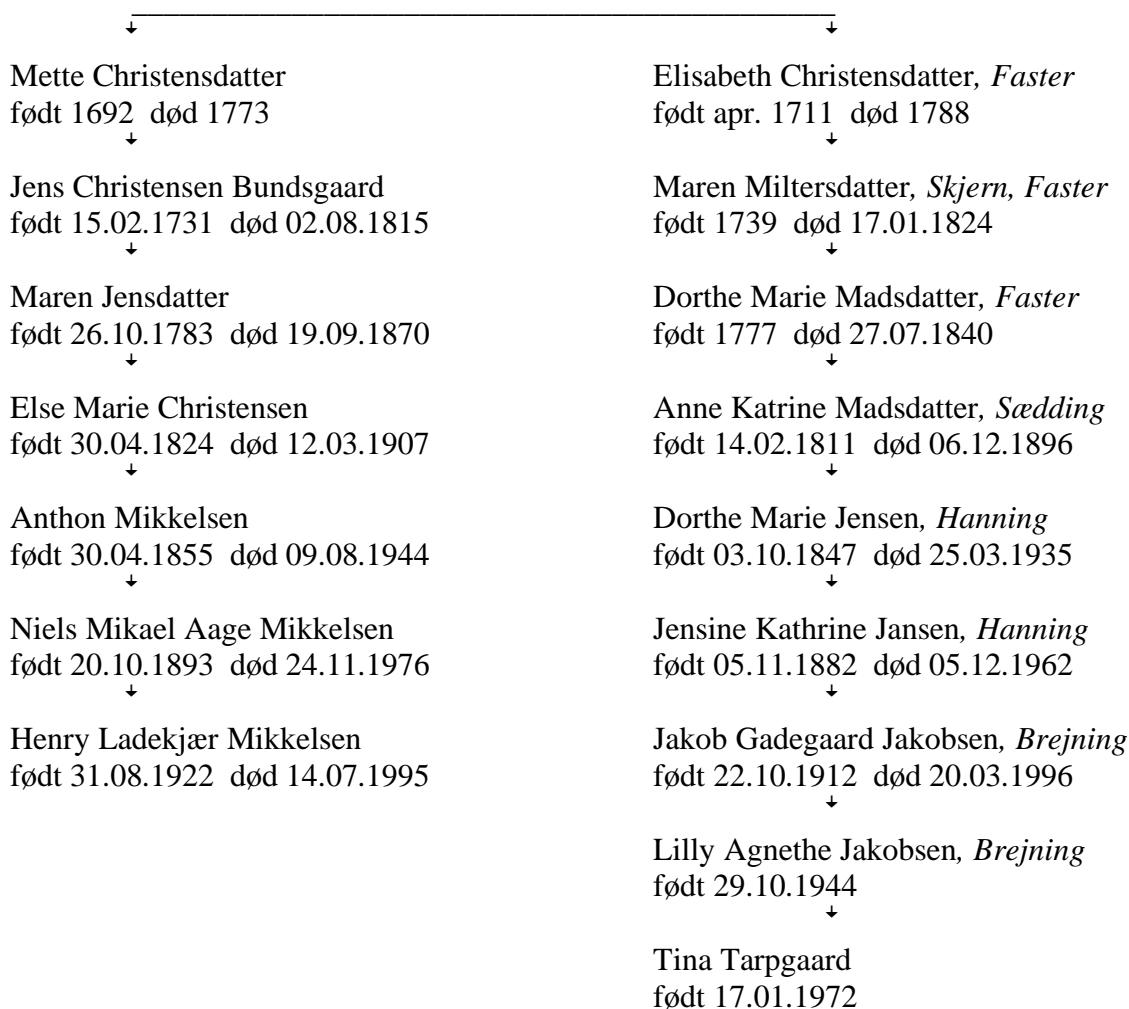 Mette Christensdatter
født 1692 død 1773
Jens Christensen Bundsgaard
født 15.02.1731 død 02.08.1815
Maren Jensdatter
født 26.10.1783 død 19.09.1870
Else Marie Christensen
født 30.04.1824 død 12.03.1907
Anthon Mikkelsen
født 30.04.1855 død 09.08.1944
Niels Mikael Aage Mikkelsen
født 20.10.1893 død 24.11.1976
Henry Ladekjær Mikkelsen
født 31.08.1922 død 14.07.1995
Elisabeth Christensdatter, Faster
født apr. 1711 død 1788
Maren Miltersdatter, Skjern, Faster
født 1739 død 17.01.1824
Dorthe Marie Madsdatter, Faster
født 1777 død 27.07.1840
Anne Katrine Madsdatter, Sædding
født 14.02.1811 død 06.12.1896
Dorthe Marie Jensen, Hanning
født 03.10.1847 død 25.03.1935
Jensine Kathrine Jansen, Hanning
født 05.11.1882 død 05.12.1962
Jakob Gadegaard Jakobsen, Brejning
født 22.10.1912 død 20.03.1996
Lilly Agnethe Jakobsen, Brejning
født 29.10.1944
Tina Tarpgaard
født 17.01.1972